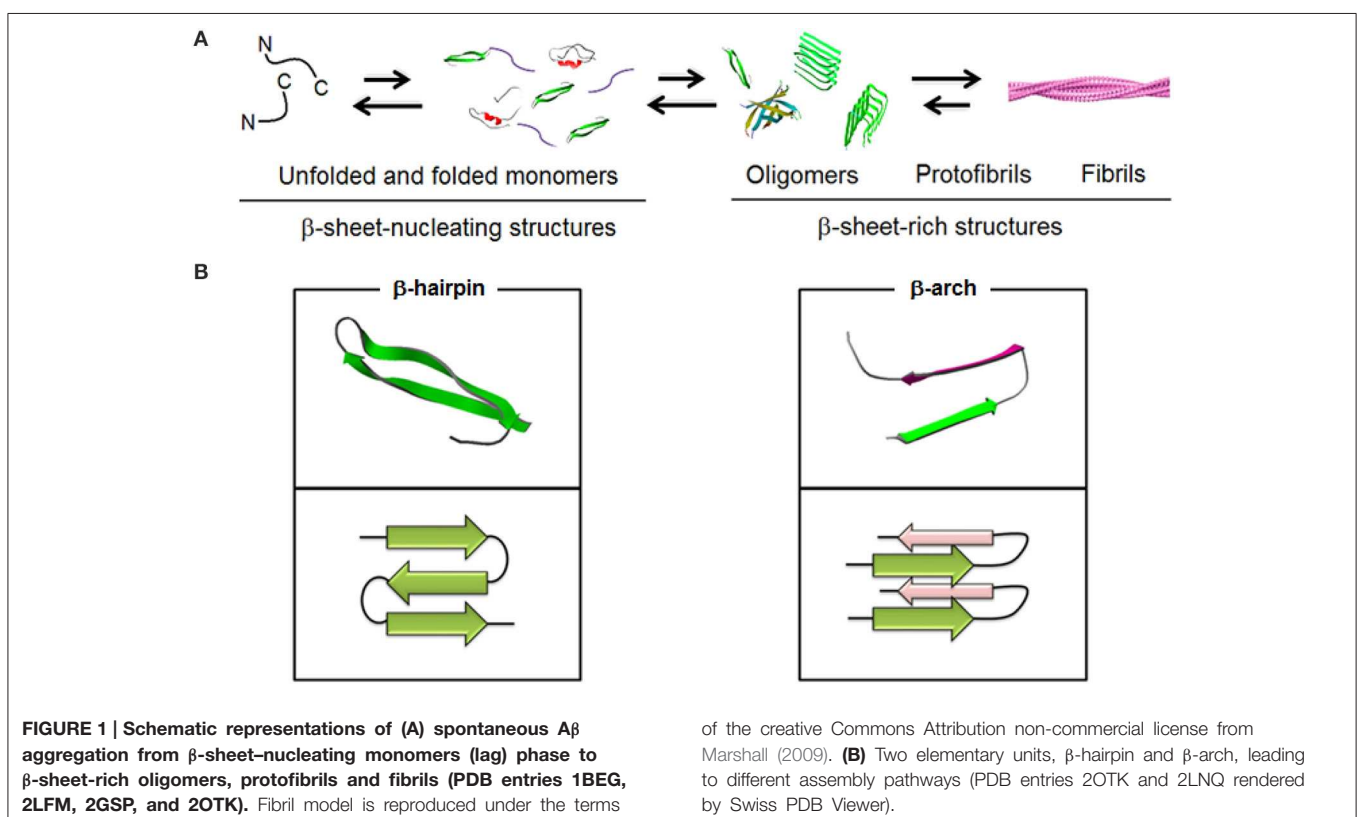 A
N
C
C
N
Unfolded and folded monomers
Oligomers Protofibrils Fibrils
β-sheet-nucleating structures
β-sheet-rich structures
B
β-hairpin
β-arch
FIGURE 1 | Schematic representations of (A) spontaneous Aβ
aggregation from β-sheet–nucleating monomers (lag) phase to
β-sheet-rich oligomers, protofibrils and fibrils (PDB entries 1BEG,
2LFM, 2GSP, and 2OTK). Fibril model is reproduced under the terms
of the creative Commons Attribution non-commercial license from
Marshall (2009). (B) Two elementary units, β-hairpin and β-arch, leading
to different assembly pathways (PDB entries 2OTK and 2LNQ rendered
by Swiss PDB Viewer).